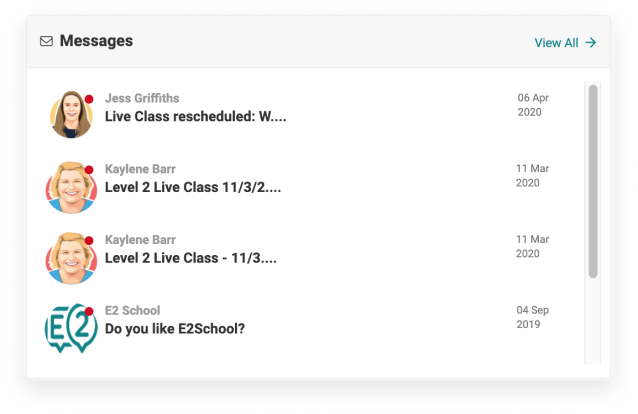 Messages
View All
Jess Griffiths
06 Apr
2020
Live Class rescheduled: W....
Kaylene Barr
11 Mar
2020
Level 2 Live Class 11/3/2....
Kaylene Barr
11 Mar
2020
Level 2 Live Class - 11/3....
E2
E2 School
04 Sep
2019
Do you like E2School?